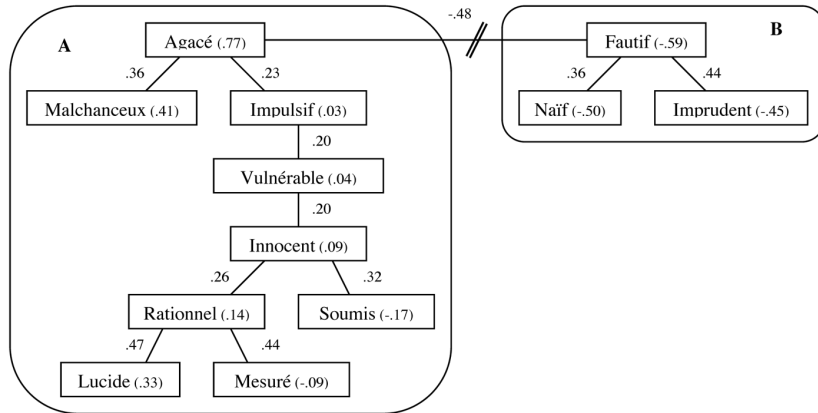 -.48
A
B
Agacé (.77)
Fautif (-.59)
.36
.23
.36
.44
Malchanceux (.41)
Impulsif (.03)
Naïf (-.50)
Imprudent (-.45)
.20
Vulnérable (.04)
.20
Innocent (.09)
.26
.32
Rationnel (.14)
Soumis (-.17)
.47
.44
Lucide (.33)
Mesuré (-.09)